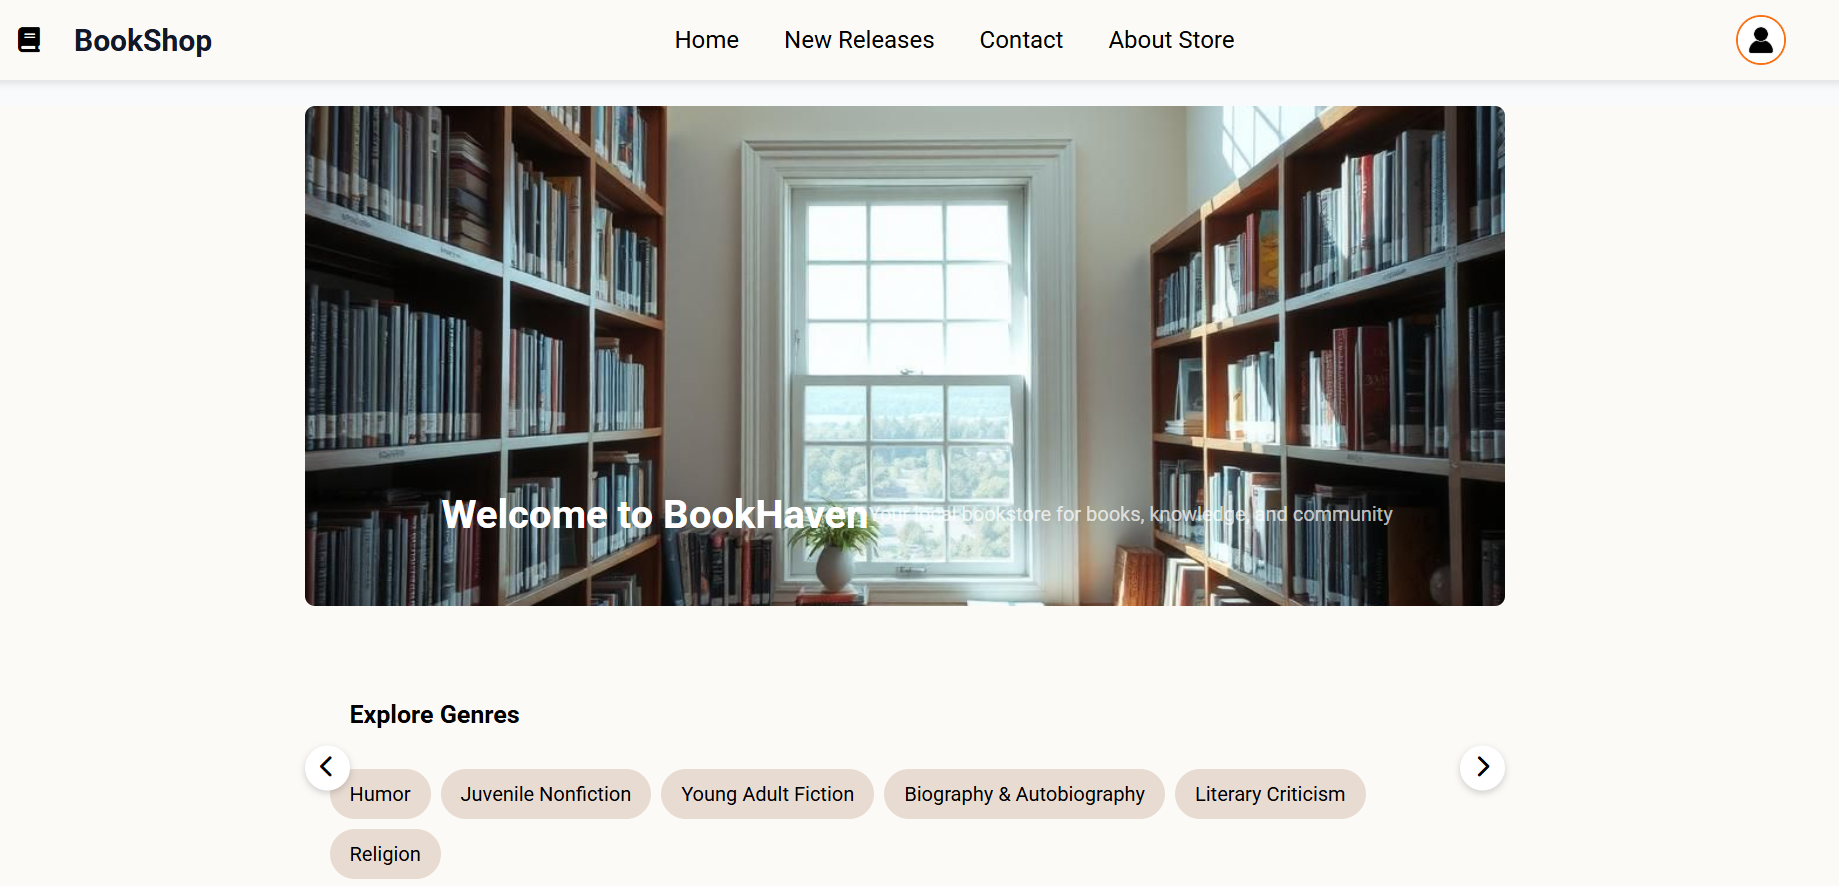 BookShop
Home
New Releases
Contact
About Store
Welcome to BookHaven
Your local bookstore for books, knowledge, and community
Explore Genres
Humor
Juvenile Nonfiction
Young Adult Fiction
Biography & Autobiography
Literary Criticism
Religion